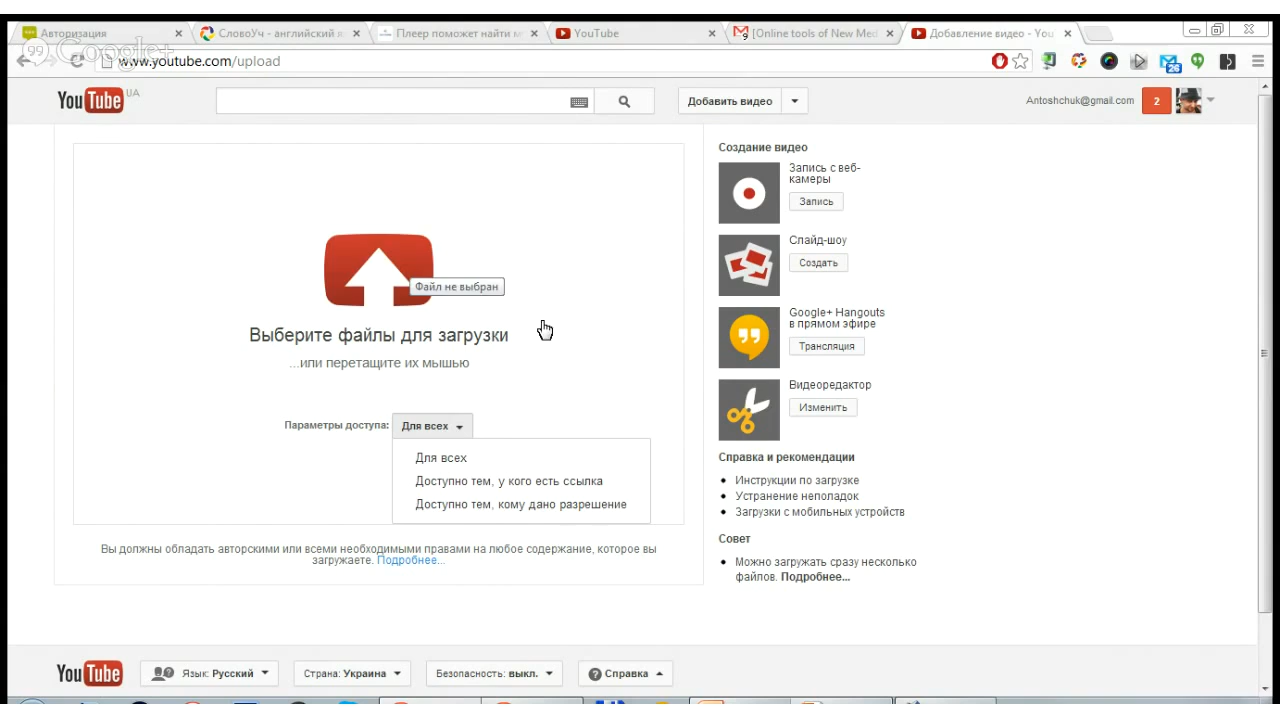 Авторизация
СловоУч - английский я
Плеер поможет найти м
YouTube
[Online tools of New Med
Добавление видео - You
99 Google+
www.youtube.com/upload
26
YouTube UA
Добавить видео
Antoshchuk@gmail.com
2
Создание видео
Запись с веб-
камеры
Запись
Слайд-шоу
Создать
Google+ Hangouts
в прямом эфире
Трансляция
Видеоредактор
Изменить
Файл не выбран
Выберите файлы для загрузки
...или перетащите их мышью
Параметры доступа: Для всех
Для всех
Доступно тем, у кого есть ссылка
Доступно тем, кому дано разрешение
Вы должны обладать авторскими или всеми необходимыми правами на любое содержание, которое вы
загружаете. Подробнее...
Справка и рекомендации
Инструкции по загрузке
Устранение неполадок
Загрузки с мобильных устройств
Совет
Можно загружать сразу несколько
файлов. Подробнее...
YouTube
Язык: Русский
Страна: Украина
Безопасность: выкл.
Справка